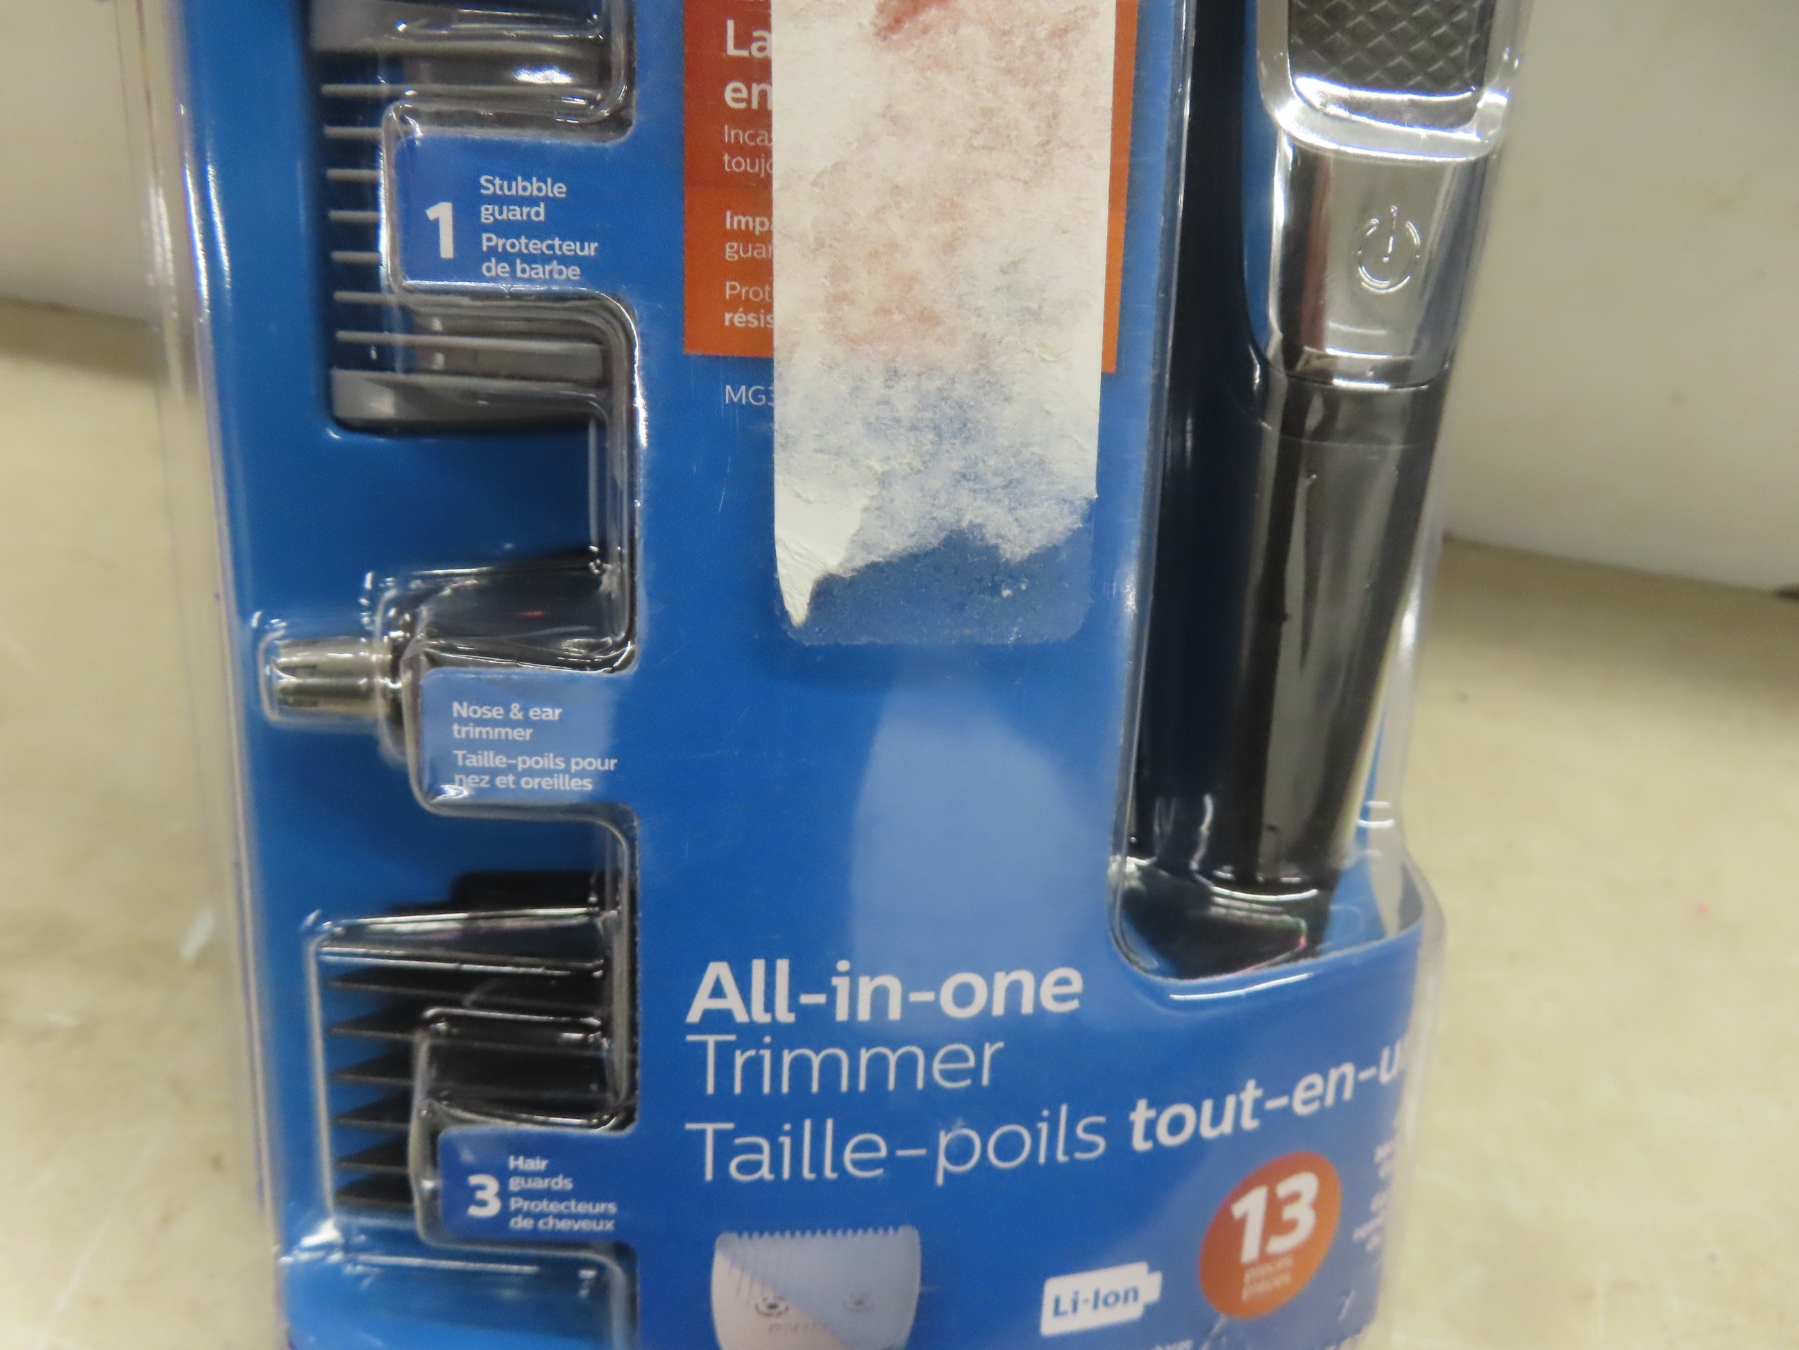 La
en
Inca
toujo
Imp
guar
Prot
résis
MG3
1
Stubble
guard
Protecteur
de barbe
Nose & ear
trimmer
Taille-poils pour
nez et oreilles
3
Hair
guards
Protecteurs
de cheveux
All-in-one
Trimmer
Taille-poils tout-en-u
13
pieces
pièces
Li-Ion